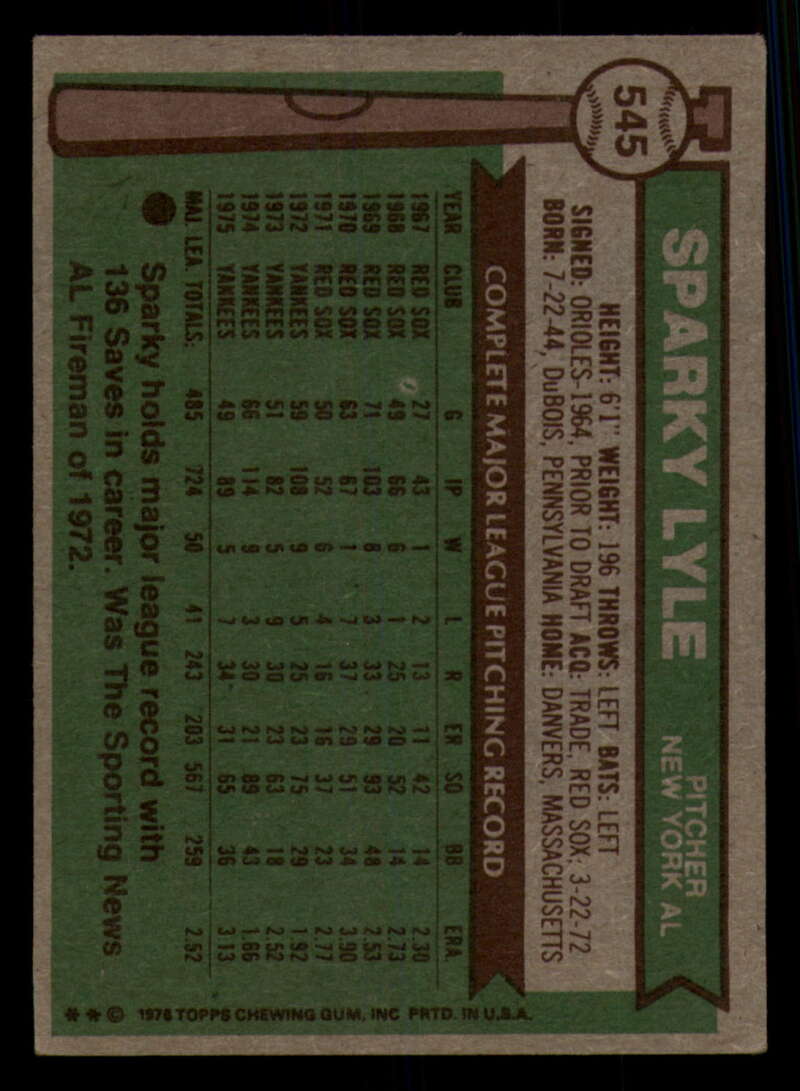 545
SPARKY LYLE
PITCHER
NEW YORK AL
HEIGHT: 6'1" WEIGHT: 196 THROWS: LEFT BATS: LEFT
SIGNED: ORIOLES-1964, PRIOR TO DRAFT ACQ: TRADE, RED SOX, 3-22-72
BORN: 7-22-44, DuBOIS, PENNSYLVANIA HOME: DANVERS, MASSACHUSETTS
COMPLETE MAJOR LEAGUE PITCHING RECORD
YEAR CLUB G IP W L R ER SO BB ERA
1967 RED SOX 27 43 1 2 13 11 42 14 2.30
1968 RED SOX 49 66 6 1 25 20 52 14 2.73
1969 RED SOX 71 103 8 3 33 29 93 48 2.53
1970 RED SOX 63 67 1 7 37 29 51 34 3.90
1971 RED SOX 50 52 6 4 16 16 37 23 2.77
1972 YANKEES 59 108 9 5 25 23 75 29 1.92
1973 YANKEES 51 82 5 9 30 23 63 18 2.52
1974 YANKEES 66 114 9 3 30 21 89 43 1.66
1975 YANKEES 49 89 5 7 34 31 65 36 3.13
MAJ. LEA. TOTALS: 485 724 50 41 243 203 567 259 2.52
Sparky holds major league record with
136 Saves in career. Was The Sporting News
AL Fireman of 1972.
* * © 1976 TOPPS CHEWING GUM, INC PRTD. IN U.S.A.